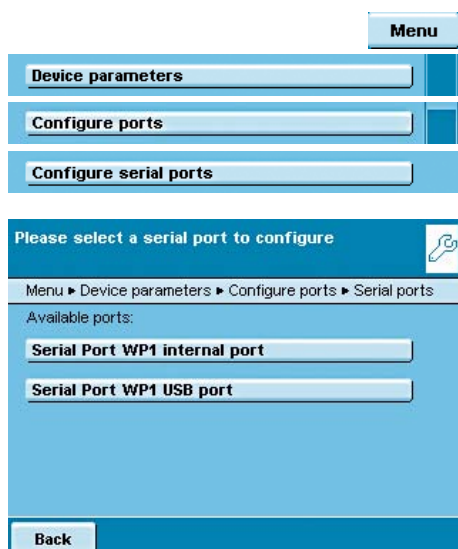 Menu
Device parameters
Configure ports
Configure serial ports
Please select a serial port to configure
Menu ▸ Device parameters ▸ Configure ports ▸ Serial ports
Available ports:
Serial Port WP1 internal port
Serial Port WP1 USB port
Back